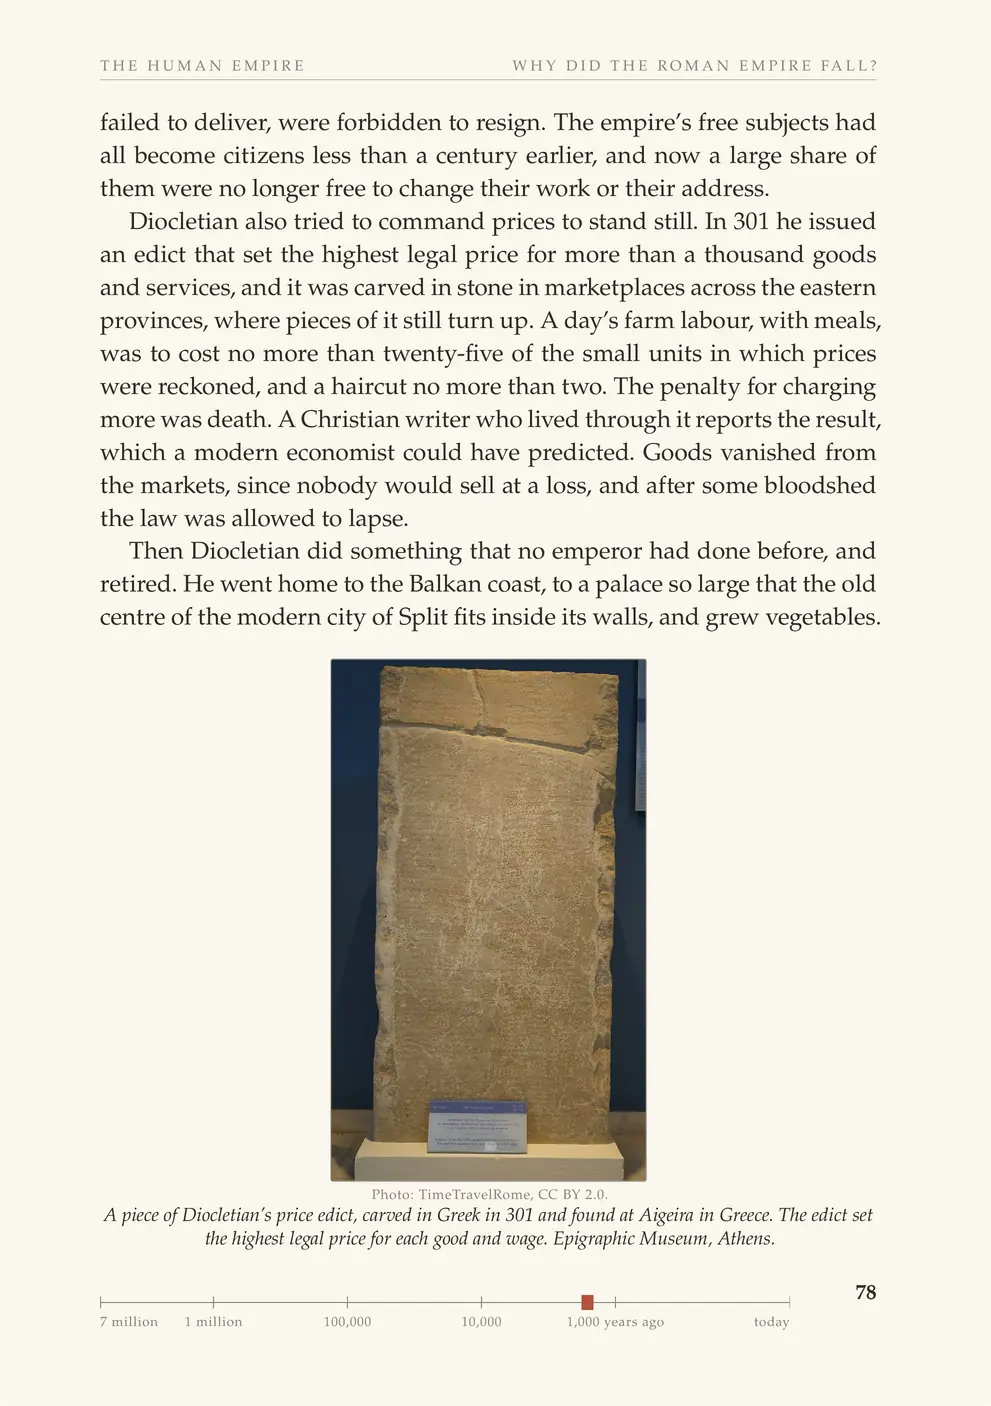 THE HUMAN EMPIRE
WHY DID THE ROMAN EMPIRE FALL?
failed to deliver, were forbidden to resign. The empire’s free subjects had
all become citizens less than a century earlier, and now a large share of
them were no longer free to change their work or their address.
Diocletian also tried to command prices to stand still. In 301 he issued
an edict that set the highest legal price for more than a thousand goods
and services, and it was carved in stone in marketplaces across the eastern
provinces, where pieces of it still turn up. A day’s farm labour, with meals,
was to cost no more than twenty-five of the small units in which prices
were reckoned, and a haircut no more than two. The penalty for charging
more was death. A Christian writer who lived through it reports the result,
which a modern economist could have predicted. Goods vanished from
the markets, since nobody would sell at a loss, and after some bloodshed
the law was allowed to lapse.
Then Diocletian did something that no emperor had done before, and
retired. He went home to the Balkan coast, to a palace so large that the old
centre of the modern city of Split fits inside its walls, and grew vegetables.
Photo: TimeTravelRome, CC BY 2.0.
A piece of Diocletian’s price edict, carved in Greek in 301 and found at Aigeira in Greece. The edict set
the highest legal price for each good and wage. Epigraphic Museum, Athens.
78
7 million 1 million 100,000 10,000 1,000 years ago today